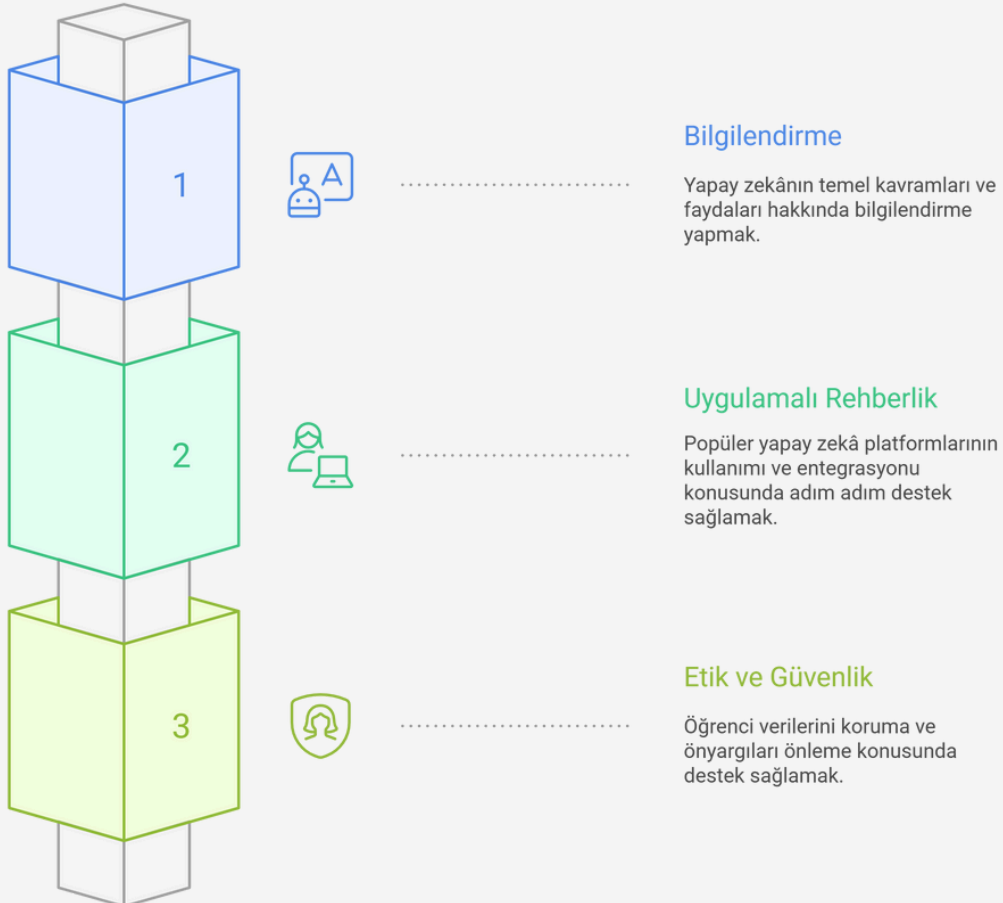 1
A
Bilgilendirme
Yapay zekânın temel kavramları ve
faydaları hakkında bilgilendirme
yapmak.
2
Uygulamalı Rehberlik
Popüler yapay zekâ platformlarının
kullanımı ve entegrasyonu
konusunda adım adım destek
sağlamak.
3
Etik ve Güvenlik
Öğrenci verilerini koruma ve
önyargıları önleme konusunda
destek sağlamak.